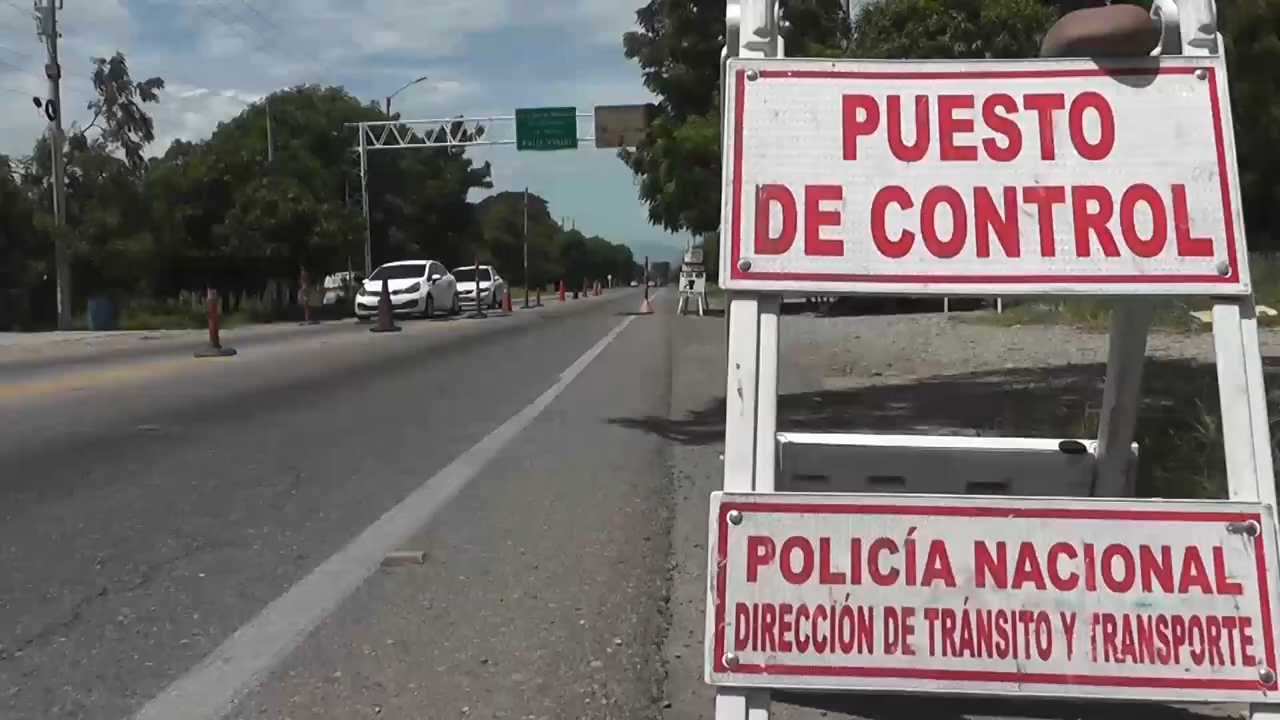 PUESTO
DE CONTROL
POLICÍA NACIONAL
DIRECCIÓN DE TRÁNSITO Y TRANSPORTE